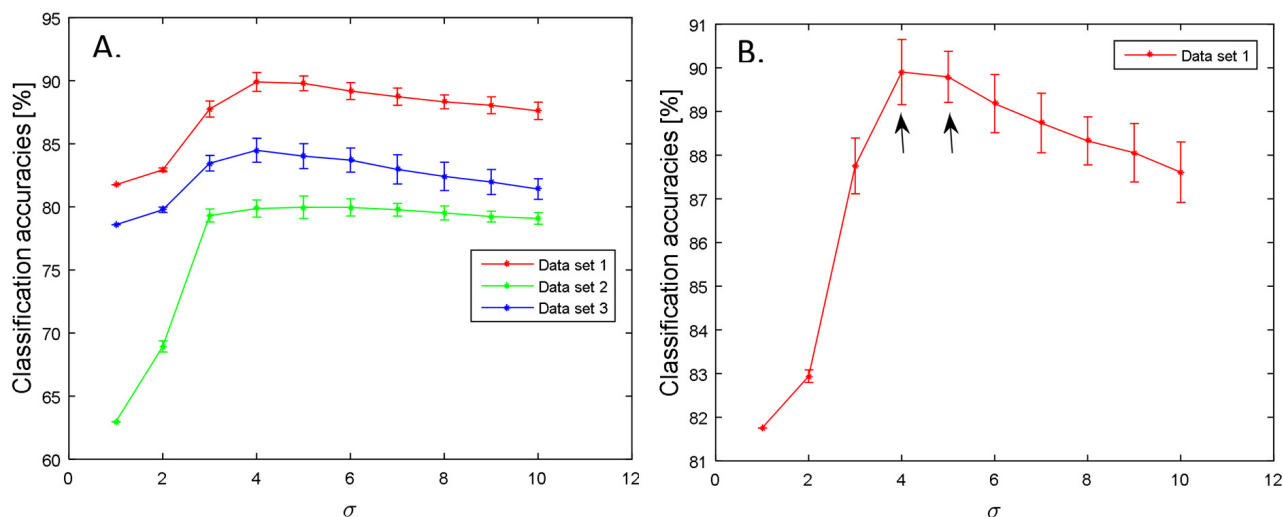 A.
Classification accuracies [%]
95
90
85
80
75
70
65
60
0 2 4 6 8 10 12
σ
Data set 1
Data set 2
Data set 3
B.
Classification accuracies [%]
91
90
89
88
87
86
85
84
83
82
81
0 2 4 6 8 10 12
σ
Data set 1